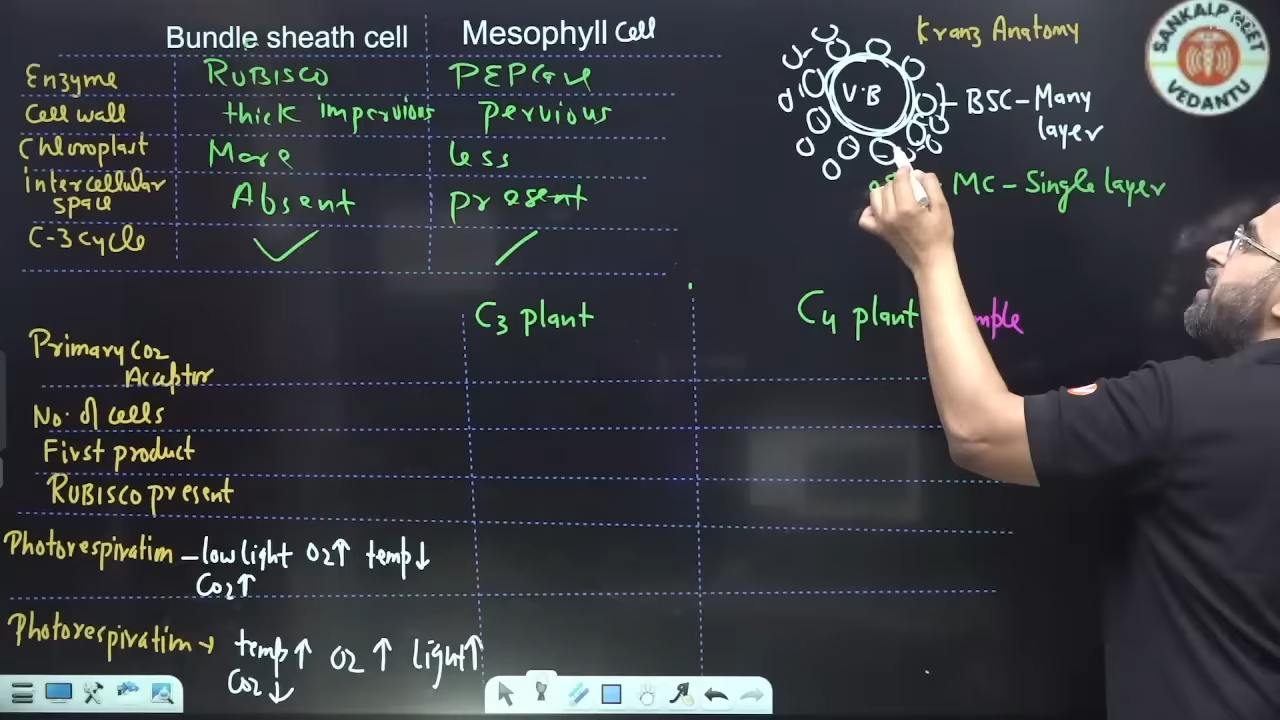 Bundle sheath cell
Mesophyll Cell
Enzyme RUBISCO PEPCase
Cell wall thick impervious pervious
Chloroplast More less
Intercellular space Absent present
C-3 cycle
Kranz Anatomy
V.B
BSC - Many layer
MC - Single layer
SANKALP NEET
VEDANTU
C3 plant C4 plant
Primary CO2 Acceptor
No. of cells
First product
RUBISCO present
Photorespiration - low light O2↑ temp↓
CO2↑
Photorespiration → temp↑ O2↑ light↑
CO2↓